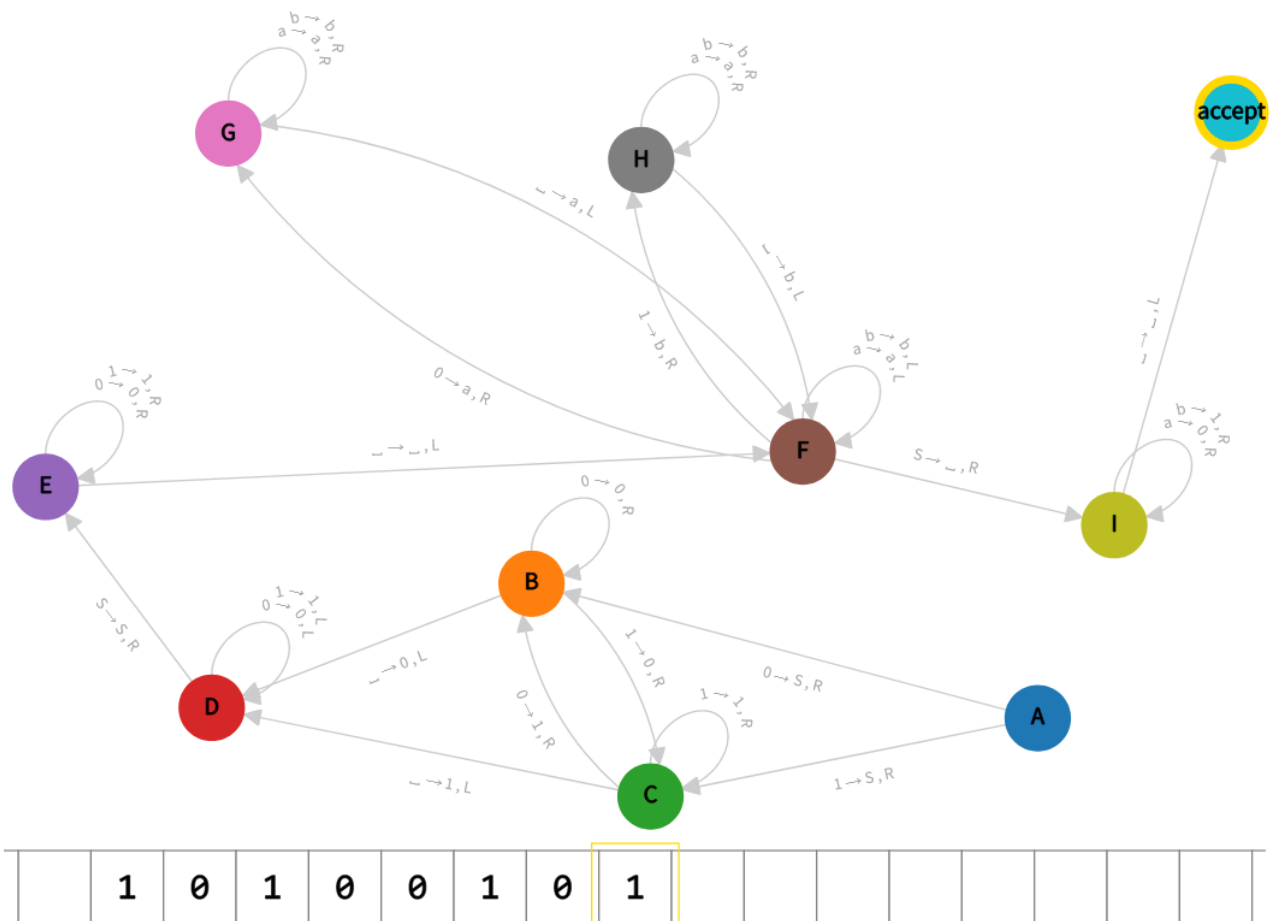 b→b,R
a→a,R
G
b→b,R
a→a,R
H
accept
␣→a,L
␣→b,L
1→b,R
0→a,R
b→b,L
a→a,L
F
␣→␣,L
1→1,R
0→0,R
E
␣→␣,L
S→␣,R
b→1,R
a→0,R
I
0→0,R
B
S→S,R
1→1,L
0→0,L
D
␣→0,L
1→0,R
0→1,R
0→S,R
1→1,R
A
␣→1,L
C
1→S,R
1 0 1 0 0 1 0 1